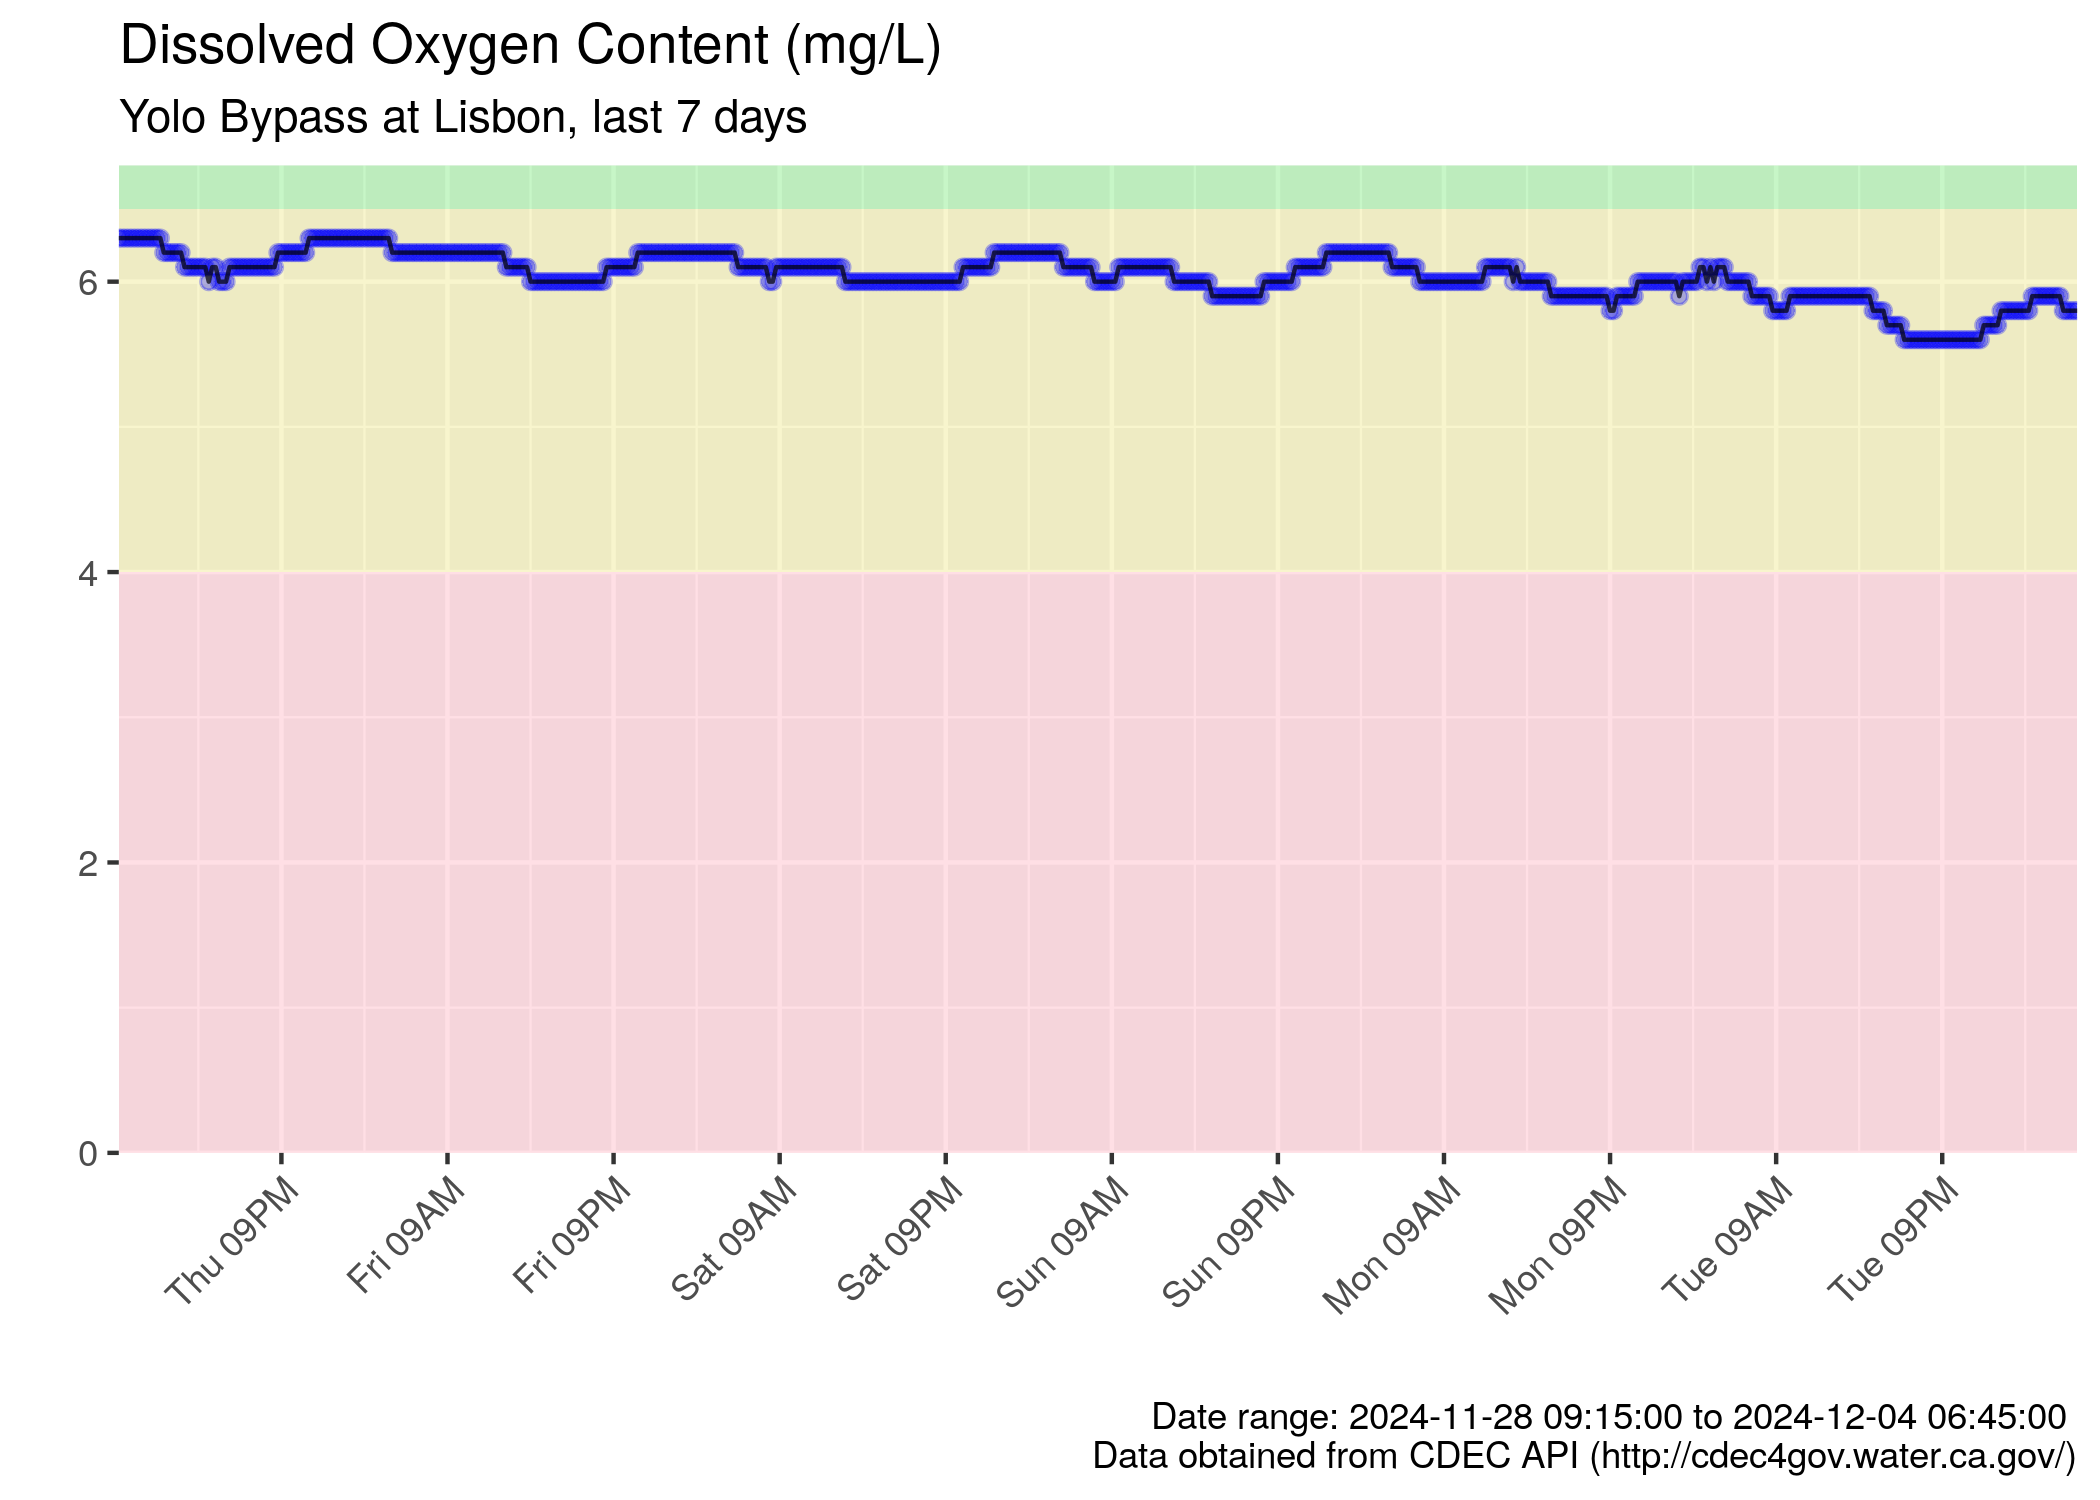 Dissolved Oxygen Content (mg/L)
Yolo Bypass at Lisbon, last 7 days
6
4
2
0
Thu 09PM
Fri 09AM
Fri 09PM
Sat 09AM
Sat 09PM
Sun 09AM
Sun 09PM
Mon 09AM
Mon 09PM
Tue 09AM
Tue 09PM
Date range: 2024-11-28 09:15:00 to 2024-12-04 06:45:00
Data obtained from CDEC API (http://cdec4gov.water.ca.gov/)